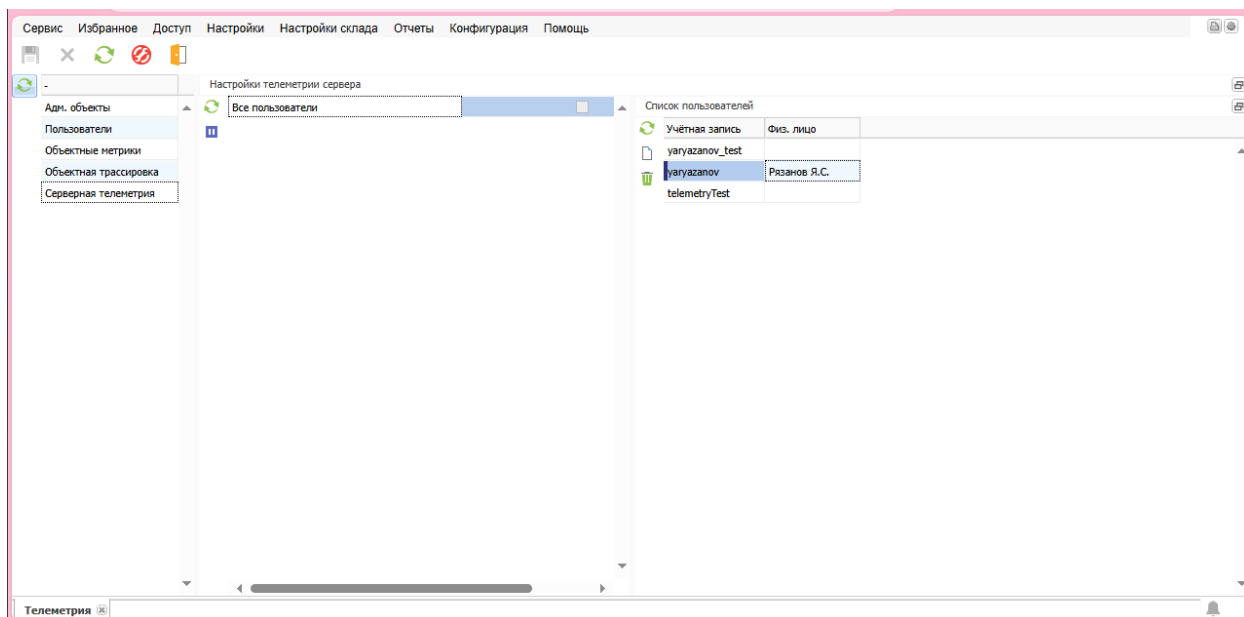 Сервис Избранное Доступ Настройки Настройки склада Отчеты Конфигурация Помощь
-
Адм. объекты
Пользователи
Объектные метрики
Объектная трассировка
Серверная телеметрия
Настройки телеметрии сервера
Все пользователи
Список пользователей
Учётная запись Физ. лицо
yaryazanov_test
yaryazanov Рязанов Я.С.
telemetryTest
Телеметрия